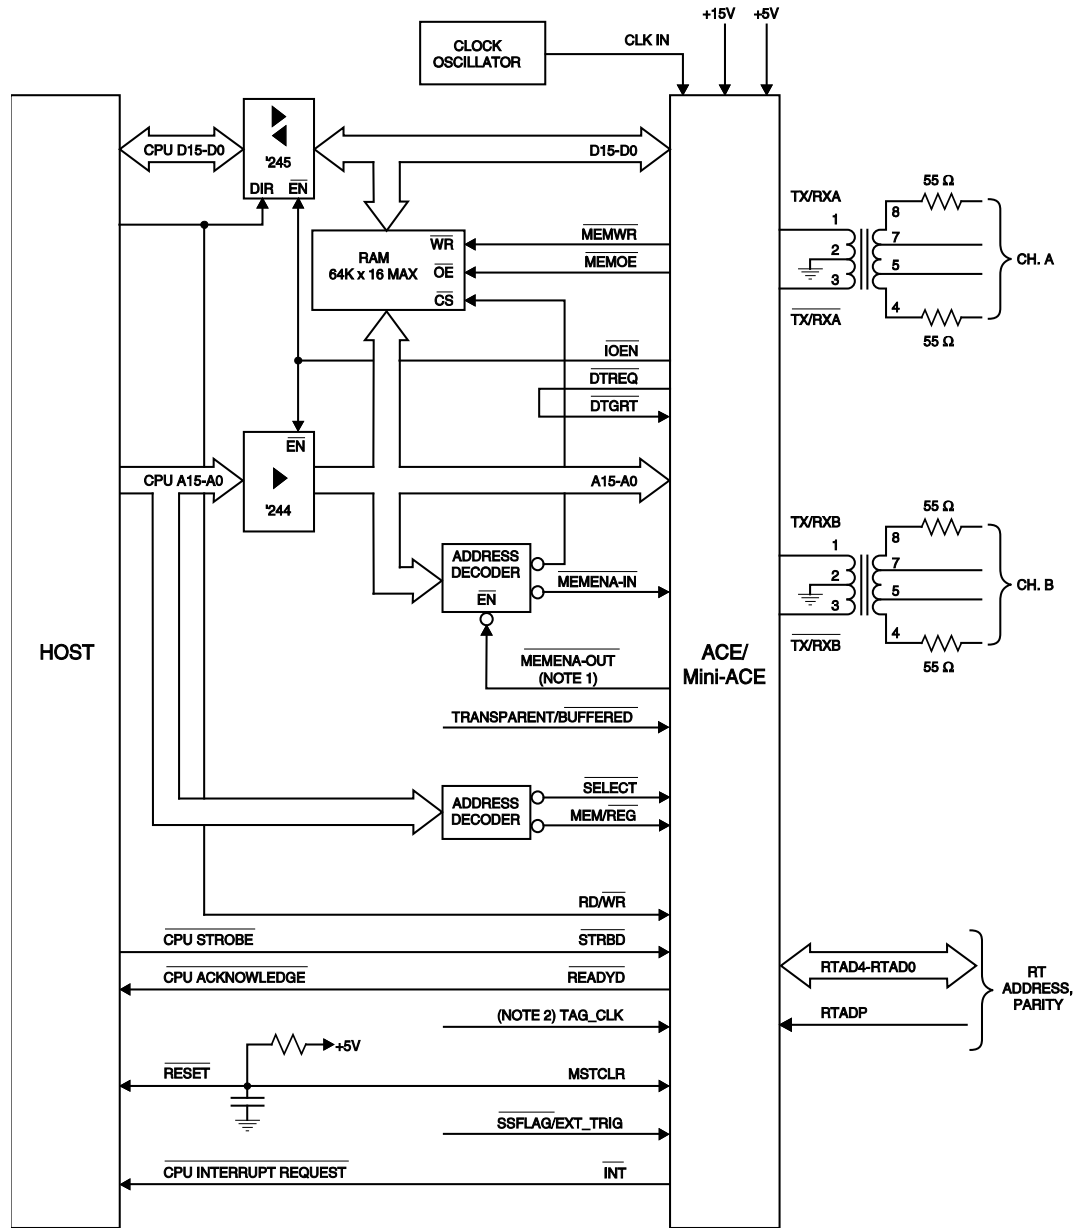 +15V
+5V
CLOCK
OSCILLATOR
CLK IN
CPU D15-D0
'245
DIR
EN
D15-D0
RAM
64K x 16 MAX
WR
OE
CS
MEMWR
MEMOE
IOEN
DTREQ
DTGRT
EN
CPU A15-A0
'244
A15-A0
ADDRESS
DECODER
EN
MEMENA-IN
MEMENA-OUT
(NOTE 1)
HOST
ACE/
Mini-ACE
TRANSPARENT/BUFFERED
ADDRESS
DECODER
SELECT
MEM/REG
RD/WR
CPU STROBE
STRBD
CPU ACKNOWLEDGE
READYD
(NOTE 2) TAG_CLK
+5V
RESET
MSTCLR
SSFLAG/EXT_TRIG
CPU INTERRUPT REQUEST
INT
TX/RXA
1
2
3
TX/RXA
8
7
5
4
55 Ω
55 Ω
CH. A
TX/RXB
1
2
3
TX/RXB
8
7
5
4
55 Ω
55 Ω
CH. B
RTAD4-RTAD0
RTADP
RT
ADDRESS,
PARITY